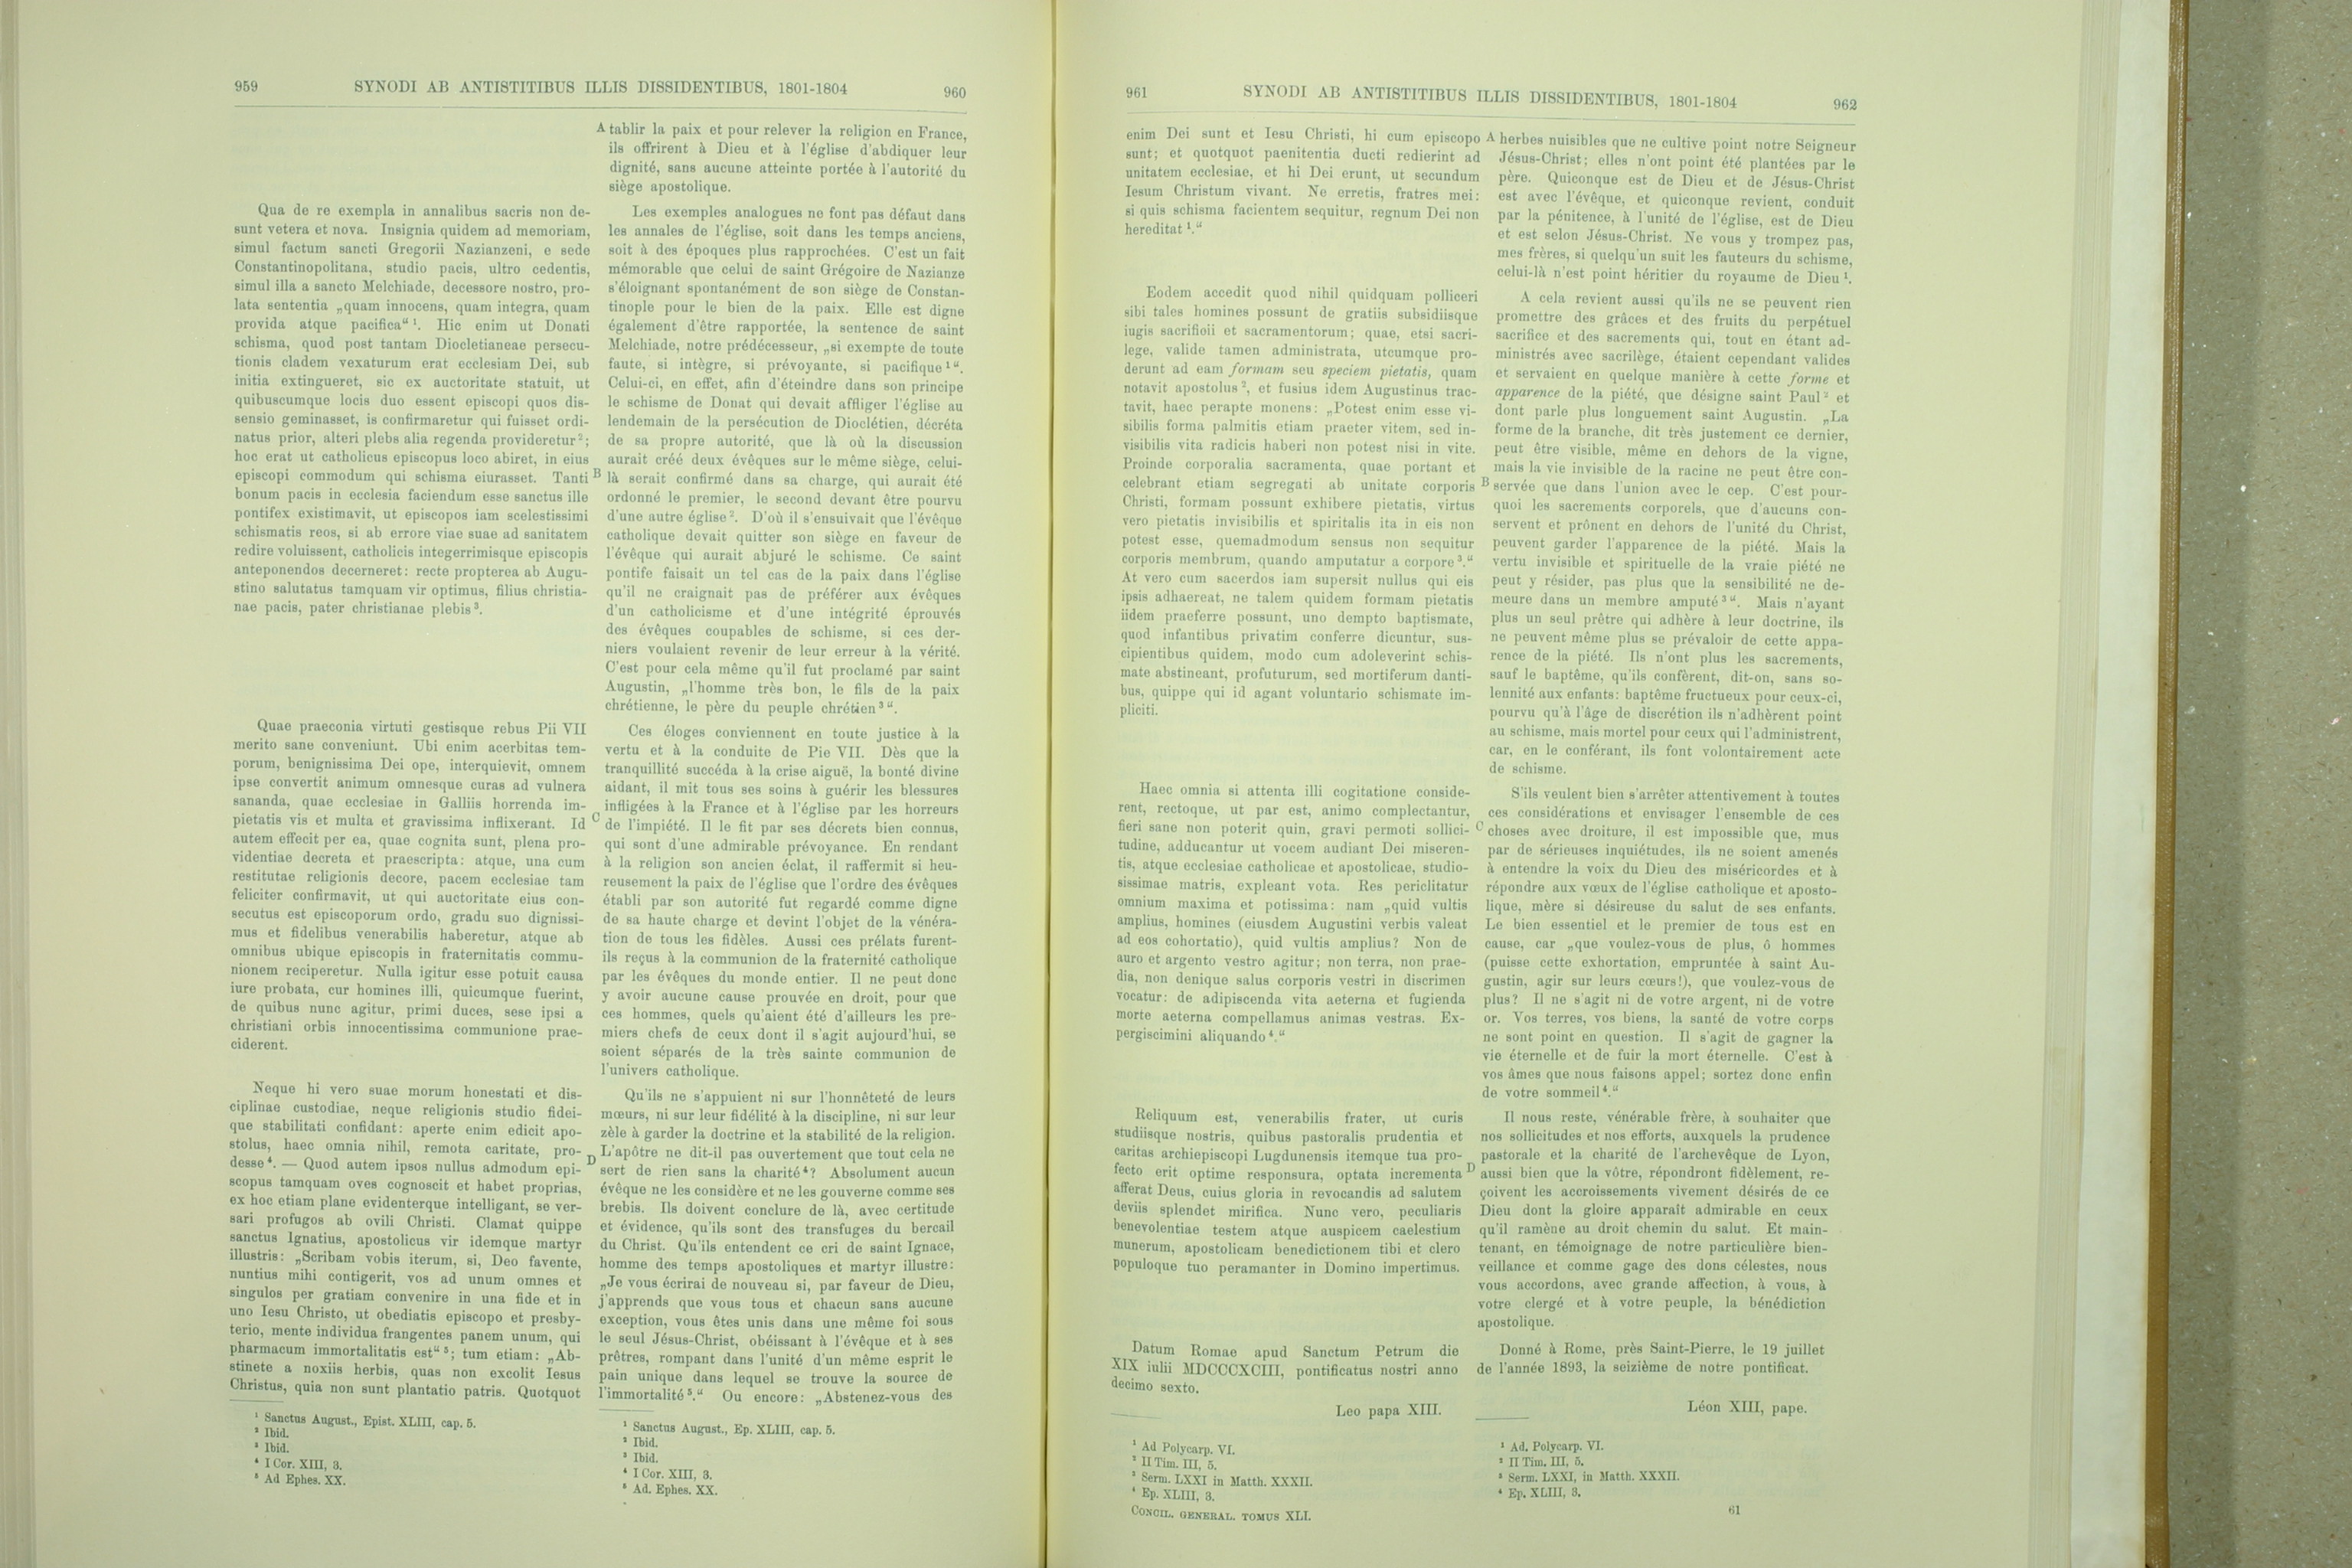 959
SYNODI AB ANTISTITIBUS ILLIS DISSIDENTIBUS, 1801-1804
960
Qua de re exempla in annalibus sacris non de-
sunt vetera et nova. Insignia quidem ad memoriam,
simul factum sancti Gregorii Nazianzeni, e sede
Constantinopolitana, studio pacis, ultro cedentis,
simul illa a sancto Melchiade, decessore nostro, pro-
lata sententia „quam innocens, quam integra, quam
provida atque pacifica“ ¹. Hic enim ut Donati
schisma, quod post tantam Diocletianeae persecu-
tionis cladem vexaturum erat ecclesiam Dei, sub
initia extingueret, sic ex auctoritate statuit, ut
quibuscumque locis duo essent episcopi quos dis-
sensio geminasset, is confirmaretur qui fuisset ordi-
natus prior, alteri plebs alia regenda provideretur ²;
hoc erat ut catholicus episcopus loco abiret, in eius
episcopi commodum qui schisma eiurasset. Tanti
bonum pacis in ecclesia faciendum esse sanctus ille
pontifex existimavit, ut episcopos iam scelestissimi
schismatis reos, si ab errore viae suae ad sanitatem
redire voluissent, catholicis integerrimisque episcopis
anteponendos decerneret: recte propterea ab Augu-
stino salutatus tamquam vir optimus, filius christia-
nae pacis, pater christianae plebis ³.
Quae praeconia virtuti gestisque rebus Pii VII
merito sane conveniunt. Ubi enim acerbitas tem-
porum, benignissima Dei ope, interquievit, omnem
ipse convertit animum omnesque curas ad vulnera
sananda, quae ecclesiae in Galliis horrenda im-
pietatis vis et multa et gravissima inflixerant. Id
autem effecit per ea, quae cognita sunt, plena pro-
videntiae decreta et praescripta: atque, una cum
restitutae religionis decore, pacem ecclesiae tam
feliciter confirmavit, ut qui auctoritate eius con-
secutus est episcoporum ordo, gradu suo dignissi-
mus et fidelibus venerabilis haberetur, atque ab
omnibus ubique episcopis in fraternitatis commu-
nionem reciperetur. Nulla igitur esse potuit causa
iure probata, cur homines illi, quicumque fuerint,
de quibus nunc agitur, primi duces, sese ipsi a
christiani orbis innocentissima communione prae-
ciderent.
Neque hi vero suae morum honestati et dis-
ciplinae custodiae, neque religionis studio fidei-
que stabilitati confidant: aperte enim edicit apo-
stolus, haec omnia nihil, remota caritate, pro-
desse ⁴. — Quod autem ipsos nullus admodum epi-
scopus tamquam oves cognoscit et habet proprias,
ex hoc etiam plane evidenterque intelligant, se ver-
sari profugos ab ovili Christi. Clamat quippe
sanctus Ignatius, apostolicus vir idemque martyr
illustris: „Scribam vobis iterum, si, Deo favente,
nuntius mihi contigerit, vos ad unum omnes et
singulos per gratiam convenire in una fide et in
uno Iesu Christo, ut obediatis episcopo et presby-
terio, mente individua frangentes panem unum, qui
pharmacum immortalitatis est“ ⁵; tum etiam: „Ab-
stinete a noxiis herbis, quas non excolit Iesus
Christus, quia non sunt plantatio patris. Quotquot
¹ Sanctus August., Epist. XLIII, cap. 5.
² Ibid.
³ Ibid.
⁴ I Cor. XIII, 3.
⁵ Ad Ephes. XX.
A
B
C
D
tablir la paix et pour relever la religion en France,
ils offrirent à Dieu et à l'église d'abdiquer leur
dignité, sans aucune atteinte portée à l'autorité du
siège apostolique.
Les exemples analogues ne font pas défaut dans
les annales de l'église, soit dans les temps anciens,
soit à des époques plus rapprochées. C'est un fait
mémorable que celui de saint Grégoire de Nazianze
s'éloignant spontanément de son siège de Constan-
tinople pour le bien de la paix. Elle est digne
également d'être rapportée, la sentence de saint
Melchiade, notre prédécesseur, „si exempte de toute
faute, si intègre, si prévoyante, si pacifique ¹“.
Celui-ci, en effet, afin d'éteindre dans son principe
le schisme de Donat qui devait affliger l'église au
lendemain de la persécution de Dioclétien, décréta
de sa propre autorité, que là où la discussion
aurait créé deux évêques sur le même siège, celui-
là serait confirmé dans sa charge, qui aurait été
ordonné le premier, le second devant être pourvu
d'une autre église ². D'où il s'ensuivait que l'évêque
catholique devait quitter son siège en faveur de
l'évêque qui aurait abjuré le schisme. Ce saint
pontife faisait un tel cas de la paix dans l'église
qu'il ne craignait pas de préférer aux évêques
d'un catholicisme et d'une intégrité éprouvés
des évêques coupables de schisme, si ces der-
niers voulaient revenir de leur erreur à la vérité.
C'est pour cela même qu'il fut proclamé par saint
Augustin, „l'homme très bon, le fils de la paix
chrétienne, le père du peuple chrétien ³“.
Ces éloges conviennent en toute justice à la
vertu et à la conduite de Pie VII. Dès que la
tranquillité succéda à la crise aiguë, la bonté divine
aidant, il mit tous ses soins à guérir les blessures
infligées à la France et à l'église par les horreurs
de l'impiété. Il le fit par ses décrets bien connus,
qui sont d'une admirable prévoyance. En rendant
à la religion son ancien éclat, il raffermit si heu-
reusement la paix de l'église que l'ordre des évêques
établi par son autorité fut regardé comme digne
de sa haute charge et devint l'objet de la vénéra-
tion de tous les fidèles. Aussi ces prélats furent-
ils reçus à la communion de la fraternité catholique
par les évêques du monde entier. Il ne peut donc
y avoir aucune cause prouvée en droit, pour que
ces hommes, quels qu'aient été d'ailleurs les pre-
miers chefs de ceux dont il s'agit aujourd'hui, se
soient séparés de la très sainte communion de
l'univers catholique.
Qu'ils ne s'appuient ni sur l'honnêteté de leurs
mœurs, ni sur leur fidélité à la discipline, ni sur leur
zèle à garder la doctrine et la stabilité de la religion.
L'apôtre ne dit-il pas ouvertement que tout cela ne
sert de rien sans la charité ⁴? Absolument aucun
évêque ne les considère et ne les gouverne comme ses
brebis. Ils doivent conclure de là, avec certitude
et évidence, qu'ils sont des transfuges du bercail
du Christ. Qu'ils entendent ce cri de saint Ignace,
homme des temps apostoliques et martyr illustre:
„Je vous écrirai de nouveau si, par faveur de Dieu,
j'apprends que vous tous et chacun sans aucune
exception, vous êtes unis dans une même foi sous
le seul Jésus-Christ, obéissant à l'évêque et à ses
prêtres, rompant dans l'unité d'un même esprit le
pain unique dans lequel se trouve la source de
l'immortalité ⁵.“ Ou encore: „Abstenez-vous des
¹ Sanctus August., Ep. XLIII, cap. 5.
² Ibid.
³ Ibid.
⁴ I Cor. XIII, 3.
⁵ Ad. Ephes. XX.
961
SYNODI AB ANTISTITIBUS ILLIS DISSIDENTIBUS, 1801-1804
962
enim Dei sunt et Iesu Christi, hi cum episcopo
sunt; et quotquot paenitentia ducti redierint ad
unitatem ecclesiae, et hi Dei erunt, ut secundum
Iesum Christum vivant. Ne erretis, fratres mei:
si quis schisma facientem sequitur, regnum Dei non
hereditat ¹.“
Eodem accedit quod nihil quidquam polliceri
sibi tales homines possunt de gratiis subsidiisque
iugis sacrificii et sacramentorum; quae, etsi sacri-
lege, valide tamen administrata, utcumque pro-
derunt ad eam formam seu speciem pietatis, quam
notavit apostolus ², et fusius idem Augustinus trac-
tavit, haec perapte monens: „Potest enim esse vi-
sibilis forma palmitis etiam praeter vitem, sed in-
visibilis vita radicis haberi non potest nisi in vite.
Proinde corporalia sacramenta, quae portant et
celebrant etiam segregati ab unitate corporis
Christi, formam possunt exhibere pietatis, virtus
vero pietatis invisibilis et spiritalis ita in eis non
potest esse, quemadmodum sensus non sequitur
corporis membrum, quando amputatur a corpore ³.“
At vero cum sacerdos iam supersit nullus qui eis
ipsis adhaereat, ne talem quidem formam pietatis
iidem praeferre possunt, uno dempto baptismate,
quod infantibus privatim conferre dicuntur, sus-
cipientibus quidem, modo cum adoleverint schis-
mate abstineant, profuturum, sed mortiferum danti-
bus, quippe qui id agant voluntario schismate im-
pliciti.
Haec omnia si attenta illi cogitatione conside-
rent, rectoque, ut par est, animo complectantur,
fieri sane non poterit quin, gravi permoti sollici-
tudine, adducantur ut vocem audiant Dei miseren-
tis, atque ecclesiae catholicae et apostolicae, studio-
sissimae matris, expleant vota. Res periclitatur
omnium maxima et potissima: nam „quid vultis
amplius, homines (eiusdem Augustini verbis valeat
ad eos cohortatio), quid vultis amplius? Non de
auro et argento vestro agitur; non terra, non prae-
dia, non denique salus corporis vestri in discrimen
vocatur: de adipiscenda vita aeterna et fugienda
morte aeterna compellamus animas vestras. Ex-
pergiscimini aliquando ⁴.“
Reliquum est, venerabilis frater, ut curis
studiisque nostris, quibus pastoralis prudentia et
caritas archiepiscopi Lugdunensis itemque tua pro-
fecto erit optime responsura, optata incrementa
afferat Deus, cuius gloria in revocandis ad salutem
deviis splendet mirifica. Nunc vero, peculiaris
benevolentiae testem atque auspicem caelestium
munerum, apostolicam benedictionem tibi et clero
populoque tuo peramanter in Domino impertimus.
Datum Romae apud Sanctum Petrum die
XIX iulii MDCCCXCIII, pontificatus nostri anno
decimo sexto.
Leo papa XIII.
¹ Ad Polycarp. VI.
² II Tim. III, 5.
³ Serm. LXXI in Matth. XXXII.
⁴ Ep. XLIII, 3.
CONCIL. GENERAL. TOMUS XLI.
A
B
C
D
herbes nuisibles que ne cultive point notre Seigneur
Jésus-Christ; elles n'ont point été plantées par le
père. Quiconque est de Dieu et de Jésus-Christ
est avec l'évêque, et quiconque revient, conduit
par la pénitence, à l'unité de l'église, est de Dieu
et est selon Jésus-Christ. Ne vous y trompez pas,
mes frères, si quelqu'un suit les fauteurs du schisme,
celui-là n'est point héritier du royaume de Dieu ¹.
A cela revient aussi qu'ils ne se peuvent rien
promettre des grâces et des fruits du perpétuel
sacrifice et des sacrements qui, tout en étant ad-
ministrés avec sacrilège, étaient cependant valides
et servaient en quelque manière à cette forme et
apparence de la piété, que désigne saint Paul ² et
dont parle plus longuement saint Augustin. „La
forme de la branche, dit très justement ce dernier,
peut être visible, même en dehors de la vigne,
mais la vie invisible de la racine ne peut être con-
servée que dans l'union avec le cep. C'est pour-
quoi les sacrements corporels, que d'aucuns con-
servent et prônent en dehors de l'unité du Christ,
peuvent garder l'apparence de la piété. Mais la
vertu invisible et spirituelle de la vraie piété ne
peut y résider, pas plus que la sensibilité ne de-
meure dans un membre amputé ³“. Mais n'ayant
plus un seul prêtre qui adhère à leur doctrine, ils
ne peuvent même plus se prévaloir de cette appa-
rence de la piété. Ils n'ont plus les sacrements,
sauf le baptême, qu'ils confèrent, dit-on, sans so-
lennité aux enfants: baptême fructueux pour ceux-ci,
pourvu qu'à l'âge de discrétion ils n'adhèrent point
au schisme, mais mortel pour ceux qui l'administrent,
car, en le conférant, ils font volontairement acte
de schisme.
S'ils veulent bien s'arrêter attentivement à toutes
ces considérations et envisager l'ensemble de ces
choses avec droiture, il est impossible que, mus
par de sérieuses inquiétudes, ils ne soient amenés
à entendre la voix du Dieu des miséricordes et à
répondre aux vœux de l'église catholique et aposto-
lique, mère si désireuse du salut de ses enfants.
Le bien essentiel et le premier de tous est en
cause, car „que voulez-vous de plus, ô hommes
(puisse cette exhortation, empruntée à saint Au-
gustin, agir sur leurs cœurs!), que voulez-vous de
plus? Il ne s'agit ni de votre argent, ni de votre
or. Vos terres, vos biens, la santé de votre corps
ne sont point en question. Il s'agit de gagner la
vie éternelle et de fuir la mort éternelle. C'est à
vos âmes que nous faisons appel; sortez donc enfin
de votre sommeil ⁴.“
Il nous reste, vénérable frère, à souhaiter que
nos sollicitudes et nos efforts, auxquels la prudence
pastorale et la charité de l'archevêque de Lyon,
aussi bien que la vôtre, répondront fidèlement, re-
çoivent les accroissements vivement désirés de ce
Dieu dont la gloire apparaît admirable en ceux
qu'il ramène au droit chemin du salut. Et main-
tenant, en témoignage de notre particulière bien-
veillance et comme gage des dons célestes, nous
vous accordons, avec grande affection, à vous, à
votre clergé et à votre peuple, la bénédiction
apostolique.
Donné à Rome, près Saint-Pierre, le 19 juillet
de l'année 1893, la seizième de notre pontificat.
Léon XIII, pape.
¹ Ad. Polycarp. VI.
² II Tim. III, 5.
³ Serm. LXXI, in Matth. XXXII.
⁴ Ep. XLIII, 3.
61